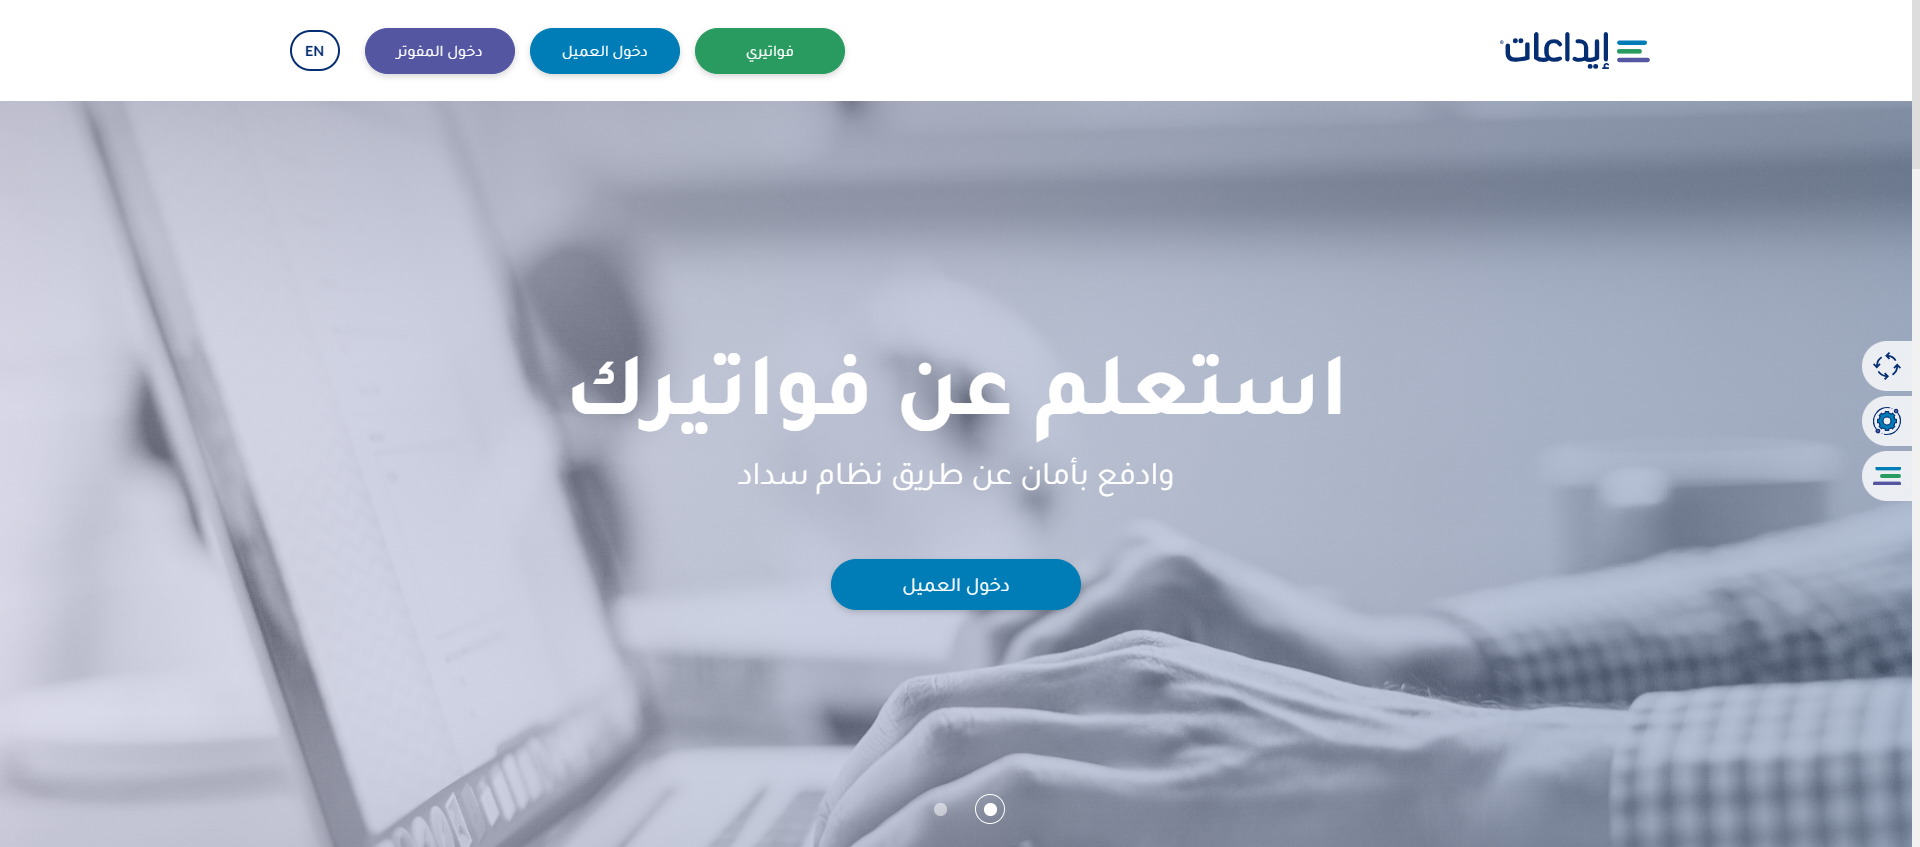 إيداعات
فواتيري
دخول العميل
دخول المفوتر
EN
استعلم عن فواتيرك
وادفع بأمان عن طريق نظام سداد
دخول العميل